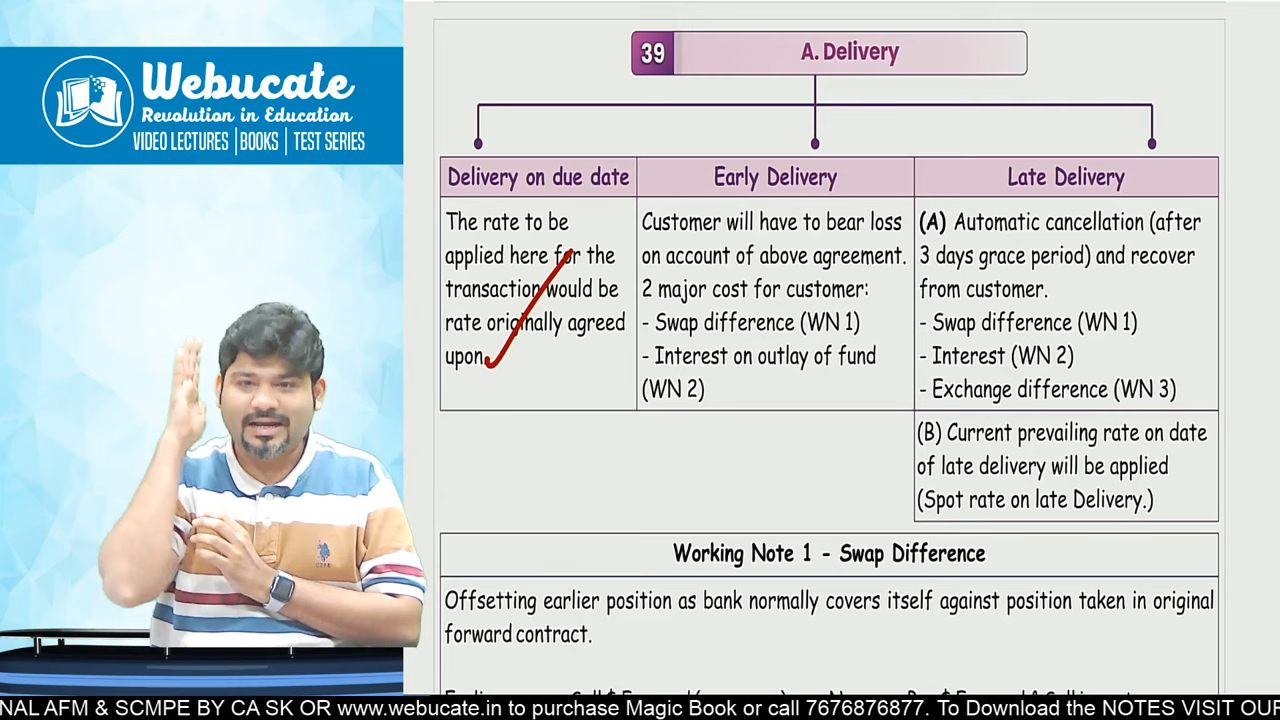 Webucate
Revolution in Education
VIDEO LECTURES | BOOKS | TEST SERIES
39
A. Delivery
Delivery on due date
The rate to be
applied here for the
transaction would be
rate originally agreed
upon.
Early Delivery
Customer will have to bear loss
on account of above agreement.
2 major cost for customer:
- Swap difference (WN 1)
- Interest on outlay of fund
(WN 2)
Late Delivery
(A) Automatic cancellation (after
3 days grace period) and recover
from customer.
- Swap difference (WN 1)
- Interest (WN 2)
- Exchange difference (WN 3)
(B) Current prevailing rate on date
of late delivery will be applied
(Spot rate on late Delivery.)
Working Note 1 - Swap Difference
Offsetting earlier position as bank normally covers itself against position taken in original
forward contract.
NAL AFM & SCMPE BY CA SK OR www.webucate.in to purchase Magic Book or call 7676876877. To Download the NOTES VISIT OUR